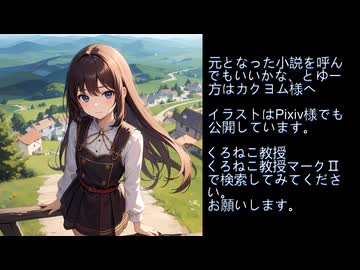 元となった小説を呼ん
でもいいかな、とゆー
方はカクヨム様へ
イラストはPixiv様でも
公開しています。
くろねこ教授
くろねこ教授マークⅡ
で検索してみてくださ
い。
お願いします。